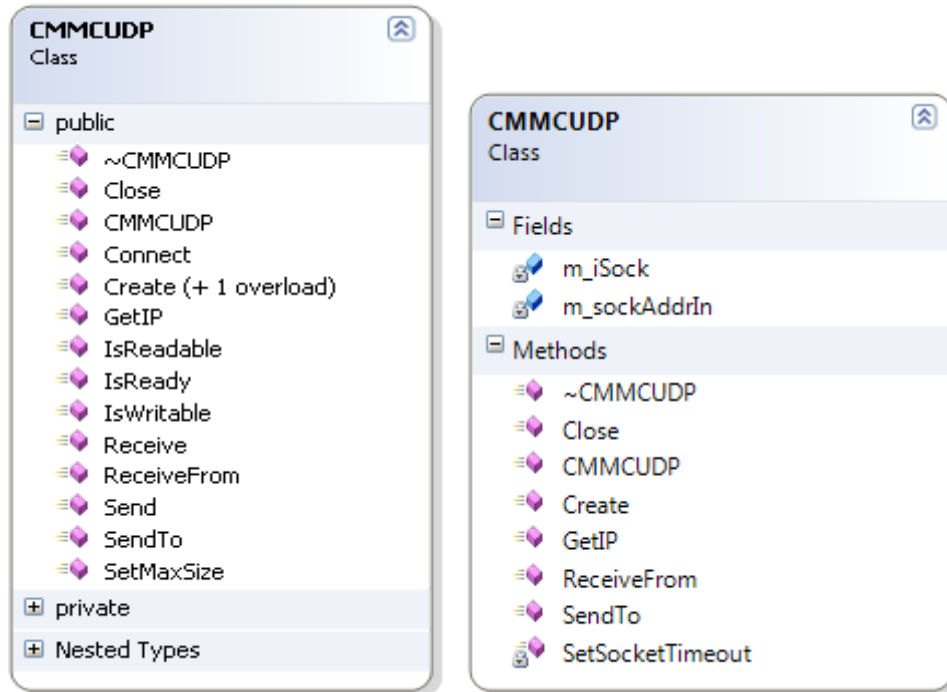 CMMCUDP
Class
public
~CMMCUDP
Close
CMMCUDP
Connect
Create (+ 1 overload)
GetIP
IsReadable
IsReady
IsWritable
Receive
ReceiveFrom
Send
SendTo
SetMaxSize
private
Nested Types
CMMCUDP
Class
Fields
m_iSock
m_sockAddrIn
Methods
~CMMCUDP
Close
CMMCUDP
Create
GetIP
ReceiveFrom
SendTo
SetSocketTimeout